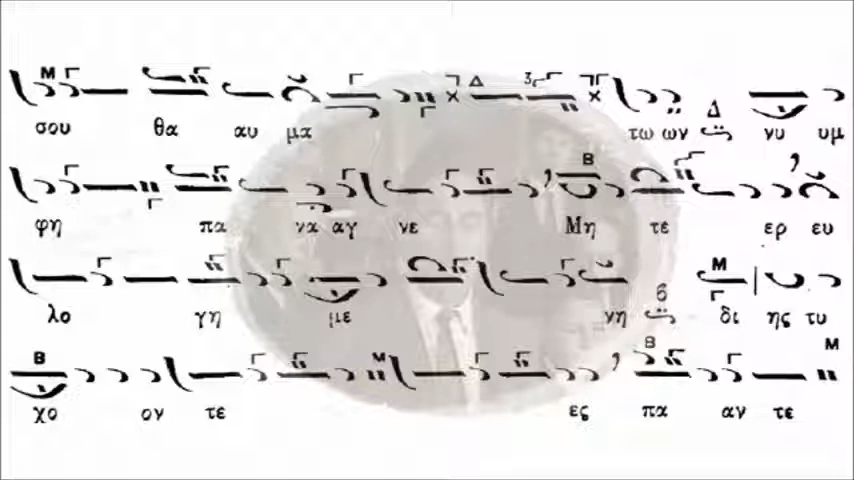 σου θα αυ μα τω ων νυ υμ
φη πα να αγ νε Μη τε ερ ευ
λο γη με νη δι ης τυ
χο ον τε ες πα αν τε